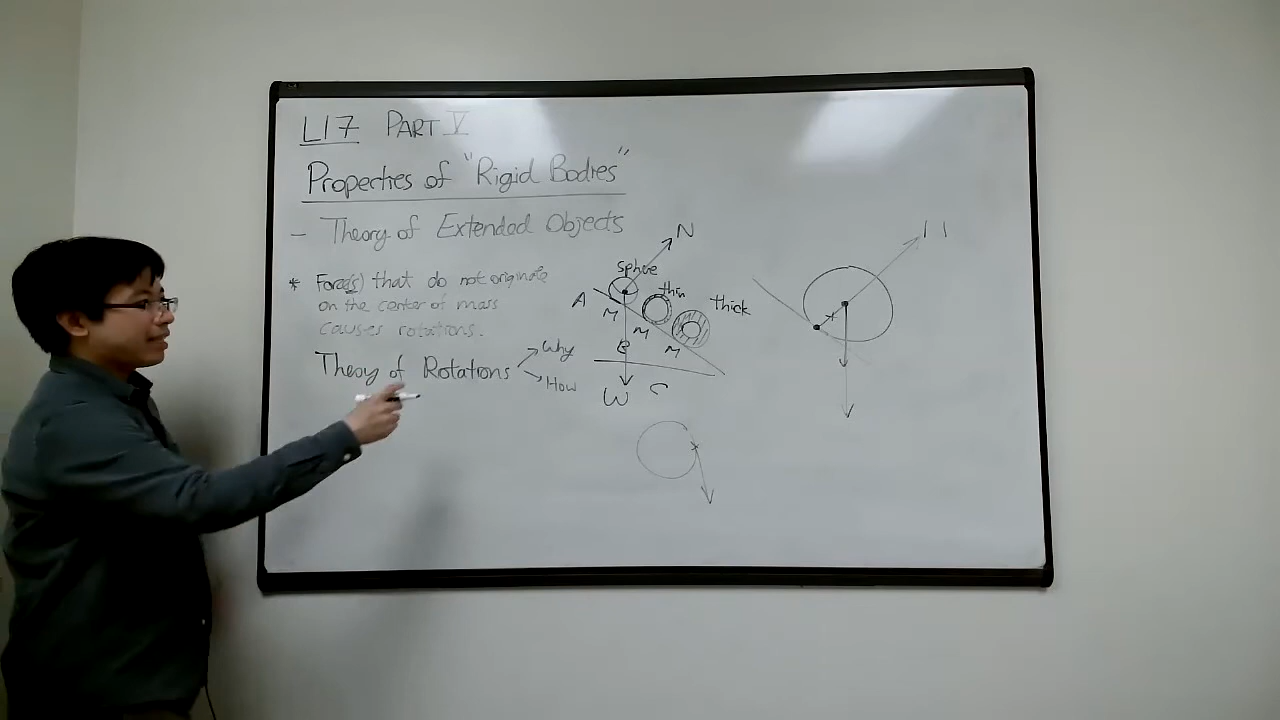 L17 PART V
Properties of "Rigid Bodies"
- Theory of Extended Objects
* Force(s) that do not originate
on the center of mass
causes rotations.
Theory of Rotations
Why
How
N
sphere
thin
thick
A
M
M
M
B
W
C